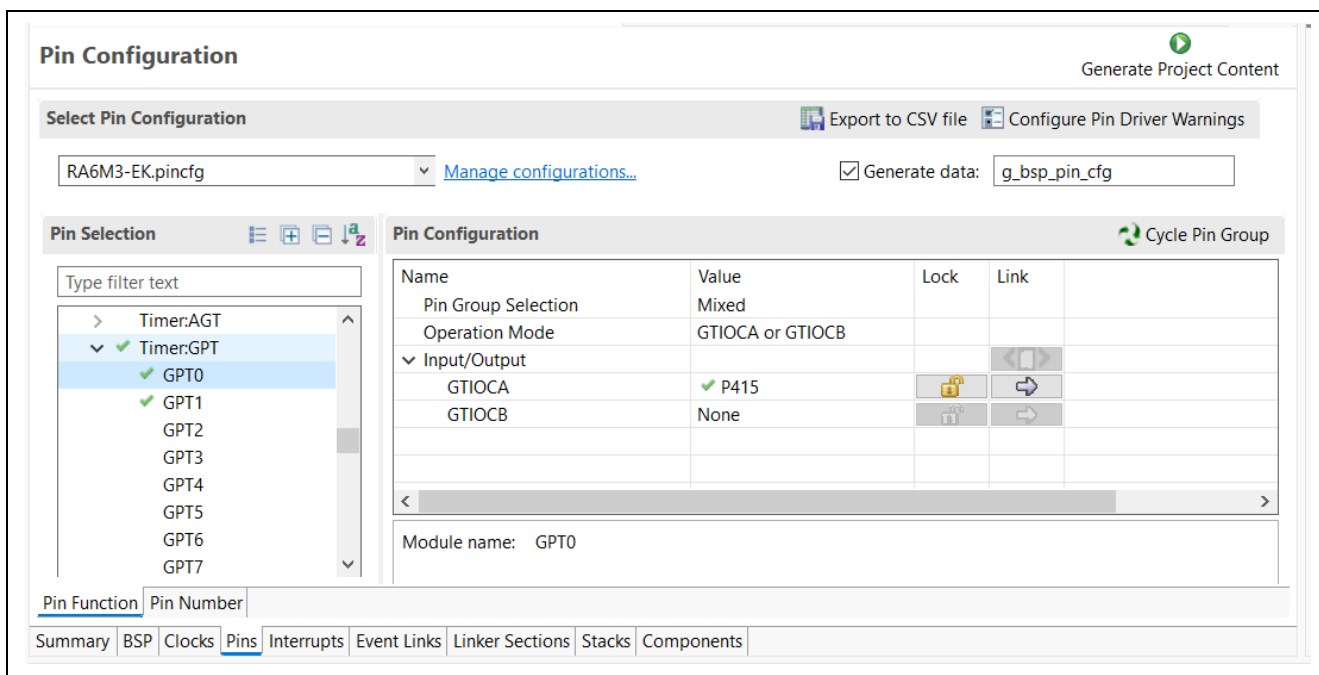 Pin Configuration
Generate Project Content
Select Pin Configuration
Export to CSV file
Configure Pin Driver Warnings
RA6M3-EK.pincfg
Manage configurations...
Generate data:
g_bsp_pin_cfg
Pin Selection
Type filter text
Timer:AGT
Timer:GPT
GPT0
GPT1
GPT2
GPT3
GPT4
GPT5
GPT6
GPT7
Pin Configuration
Cycle Pin Group
Name Value Lock Link
Pin Group Selection Mixed
Operation Mode GTIOCA or GTIOCB
Input/Output
GTIOCA P415
GTIOCB None
Module name: GPT0
Pin Function Pin Number
Summary BSP Clocks Pins Interrupts Event Links Linker Sections Stacks Components